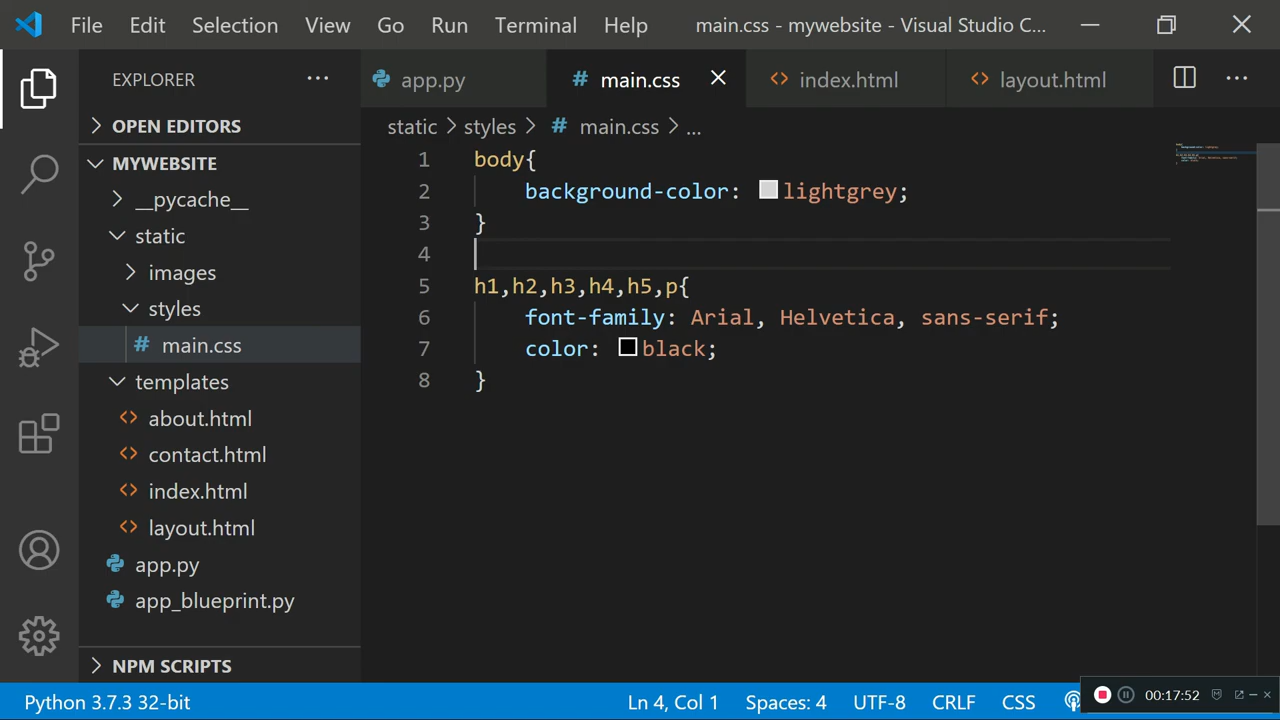 File Edit Selection View Go Run Terminal Help main.css - mywebsite - Visual Studio C...
EXPLORER
app.py
main.css
index.html
layout.html
OPEN EDITORS
MYWEBSITE
__pycache__
static
images
styles
main.css
templates
about.html
contact.html
index.html
layout.html
app.py
app_blueprint.py
NPM SCRIPTS
static > styles > # main.css > ...
1 body{
2 background-color: lightgrey;
3 }
4
5 h1,h2,h3,h4,h5,p{
6 font-family: Arial, Helvetica, sans-serif;
7 color: black;
8 }
Python 3.7.3 32-bit Ln 4, Col 1 Spaces: 4 UTF-8 CRLF CSS
00:17:52